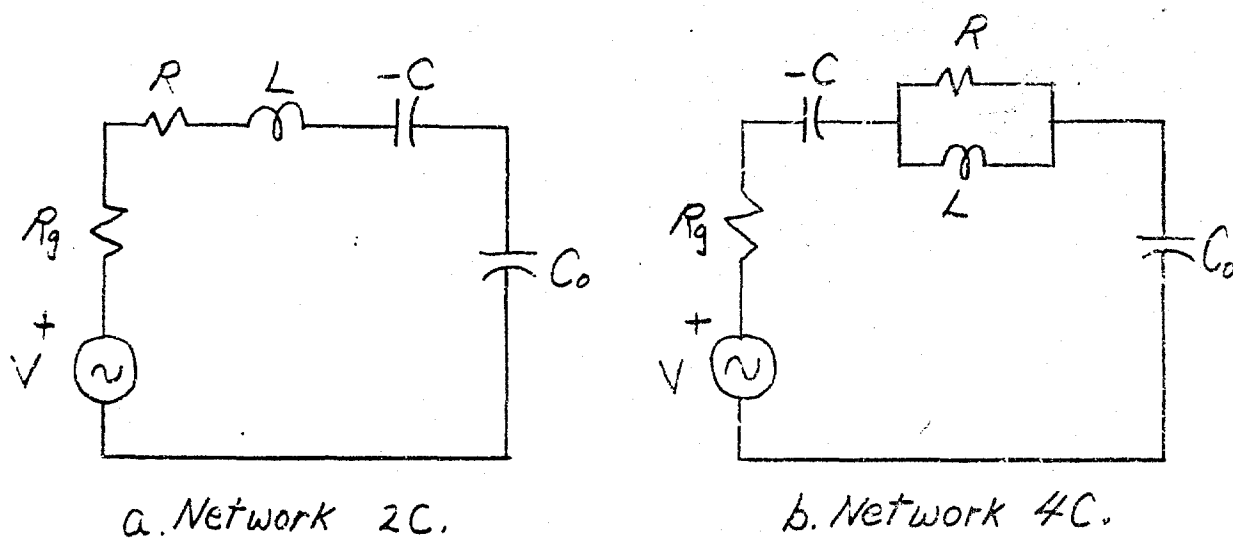 R L -C
Rg
C₀
+
V
a. Network 2C.
-C R
L
Rg
C₀
+
V
b. Network 4C.